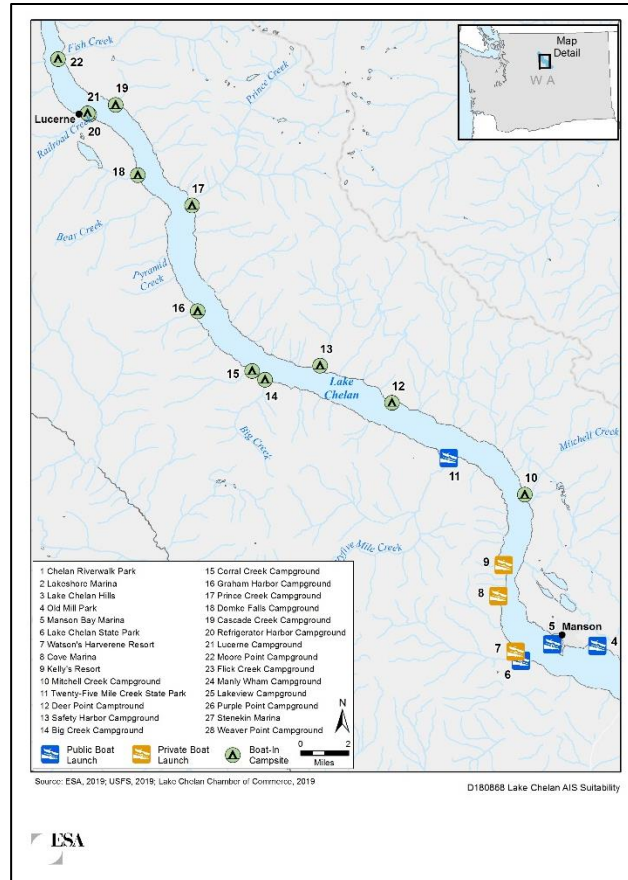 Fish Creek
22
21
19
Lucerne
20
Railroad Creek
Prince Creek
Map
Detail
W A
18
17
Bear Creek
Pyramid
Creek
16
13
15
14
Lake
Chelan
12
Big Creek
11
Mitchell Creek
10
Mile Creek
9
8
5
Manson
4
7
6
1 Chelan Riverwalk Park
2 Lakeshore Marina
3 Lake Chelan Hills
4 Old Mill Park
5 Manson Bay Marina
6 Lake Chelan State Park
7 Watson's Harverene Resort
8 Cove Marina
9 Kelly's Resort
10 Mitchell Creek Campground
11 Twenty-Five Mile Creek State Park
12 Deer Point Camptround
13 Safety Harbor Campground
14 Big Creek Campground
15 Corral Creek Campground
16 Graham Harbor Campground
17 Prince Creek Campground
18 Domke Falls Campground
19 Cascade Creek Campground
20 Refrigerator Harbor Campground
21 Lucerne Campground
22 Moore Point Campground
23 Flick Creek Campground
24 Manly Wham Campground
25 Lakeview Campground
26 Purple Point Campground
27 Stenekin Marina
28 Weaver Point Campground
N
Public Boat
Launch
Private Boat
Launch
Boat-In
Campsite
0 2
Miles
Source: ESA, 2019; USFS, 2019; Lake Chelan Chamber of Commerce, 2019
D180868 Lake Chelan AIS Suitability
ESA